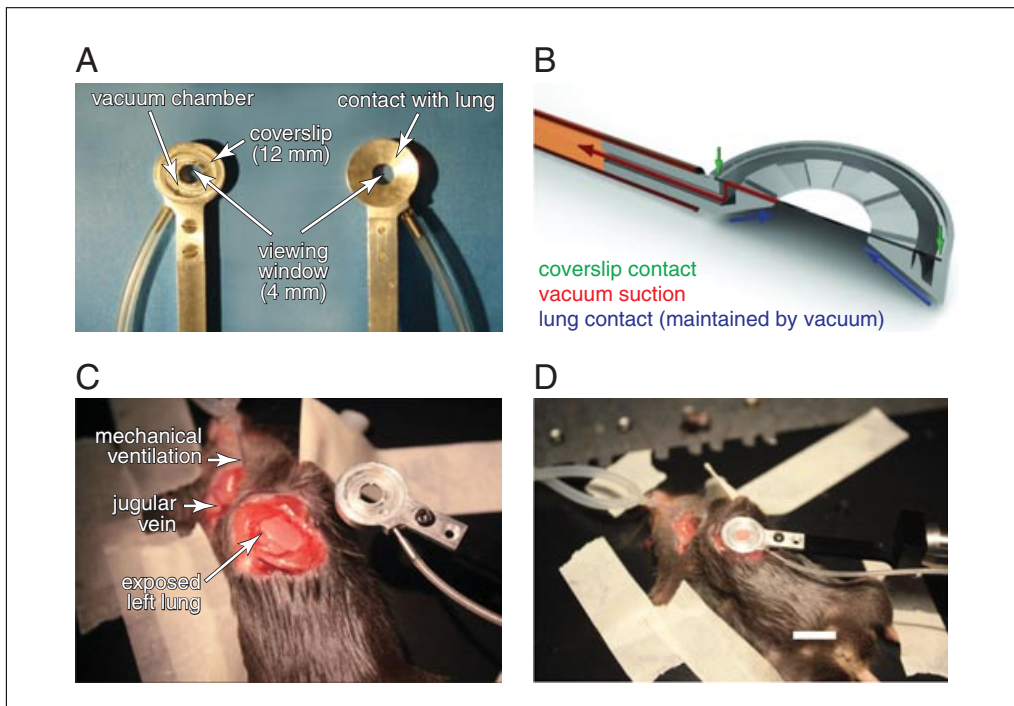 A
vacuum chamber
contact with lung
coverslip
(12 mm)
viewing
window
(4 mm)
B
coverslip contact
vacuum suction
lung contact (maintained by vacuum)
C
mechanical
ventilation
jugular
vein
exposed
left lung
D